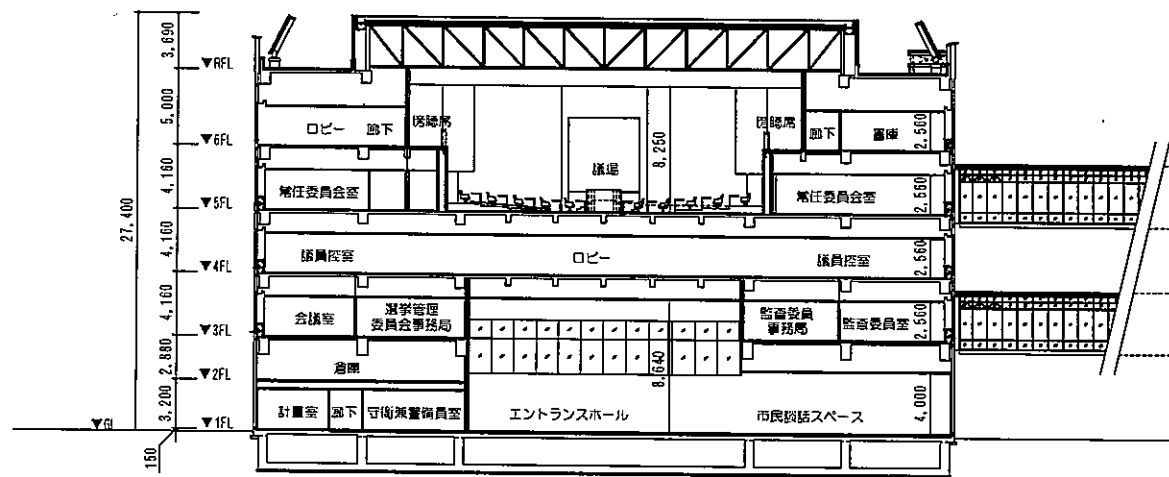 3,690
▼RFL
5,000
傍聴席
傍聴席
ロビー 廊下
廊下
書庫
2,560
8,250
▼6FL
4,160
議場
常任委員会室
常任委員会室
2,560
▼5FL
27,400
4,160
議員控室
ロビー
議員控室
2,560
▼4FL
4,160
会議室
選挙管理
委員会事務局
監査委員
事務局
監査委員室
2,560
▼3FL
2,880
倉庫
8,640
▼2FL
3,200
計量室
廊下
守衛兼警備員室
エントランスホール
市民談話スペース
4,000
▼GL
▼1FL
150